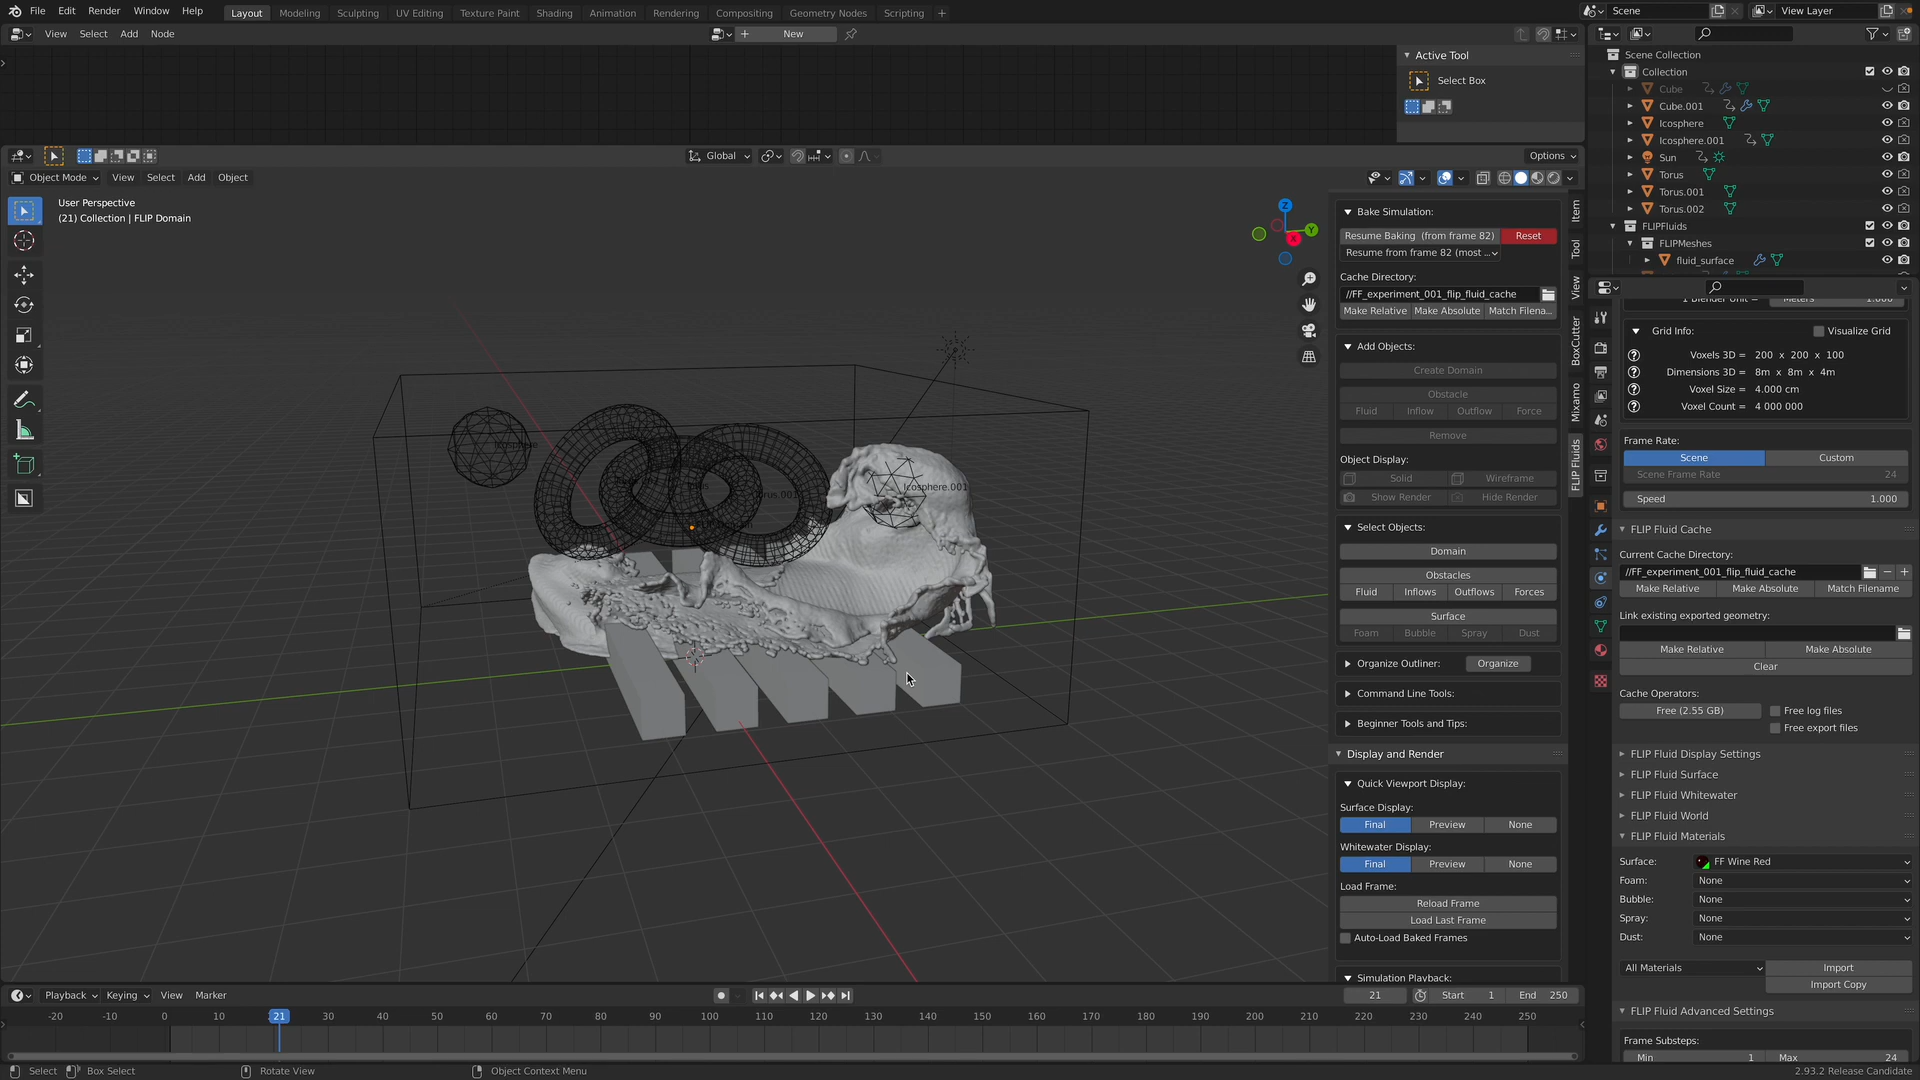 File Edit Render Window Help Layout Modeling Sculpting UV Editing Texture Paint Shading Animation Rendering Compositing Geometry Nodes Scripting + Scene View Layer
View Select Add Node New
Active Tool
Select Box
Scene Collection
Collection
Cube
Cube.001
Icosphere
Icosphere.001
Sun
Torus
Torus.001
Torus.002
FLIPFluids
FLIPMeshes
fluid_surface
Global Options
Object Mode View Select Add Object
User Perspective
(21) Collection | FLIP Domain
Z
Y
X
Icosphere
Icosphere.001
Item
Tool
View
BoxCutter
Mixamo
FLIP Fluids
Bake Simulation:
Resume Baking (from frame 82) Reset
Resume from frame 82 (most ...
Cache Directory:
//FF_experiment_001_flip_fluid_cache
Make Relative Make Absolute Match Filena...
Add Objects:
Create Domain
Obstacle
Fluid Inflow Outflow Force
Remove
Object Display:
Solid Wireframe
Show Render Hide Render
Select Objects:
Domain
Obstacles
Fluid Inflows Outflows Forces
Surface
Foam Bubble Spray Dust
Organize Outliner: Organize
Command Line Tools:
Beginner Tools and Tips:
Display and Render
Quick Viewport Display:
Surface Display:
Final Preview None
Whitewater Display:
Final Preview None
Load Frame:
Reload Frame
Load Last Frame
Auto-Load Baked Frames
Simulation Playback:
1 Blender Unit = Meters 1.000
Grid Info: Visualize Grid
Voxels 3D = 200 x 200 x 100
Dimensions 3D = 8m x 8m x 4m
Voxel Size = 4.000 cm
Voxel Count = 4 000 000
Frame Rate:
Scene Custom
Scene Frame Rate 24
Speed 1.000
FLIP Fluid Cache
Current Cache Directory:
//FF_experiment_001_flip_fluid_cache
Make Relative Make Absolute Match Filename
Link existing exported geometry:
Make Relative Make Absolute
Clear
Cache Operators:
Free (2.55 GB) Free log files
Free export files
FLIP Fluid Display Settings
FLIP Fluid Surface
FLIP Fluid Whitewater
FLIP Fluid World
FLIP Fluid Materials
Surface: FF Wine Red
Foam: None
Bubble: None
Spray: None
Dust: None
All Materials Import
Import Copy
FLIP Fluid Advanced Settings
Frame Substeps:
Min 1 Max 24
Playback Keying View Marker 21 Start 1 End 250
-20 -10 0 10 21 30 40 50 60 70 80 90 100 110 120 130 140 150 160 170 180 190 200 210 220 230 240 250
Select Box Select Rotate View Object Context Menu 2.93.2 Release Candidate